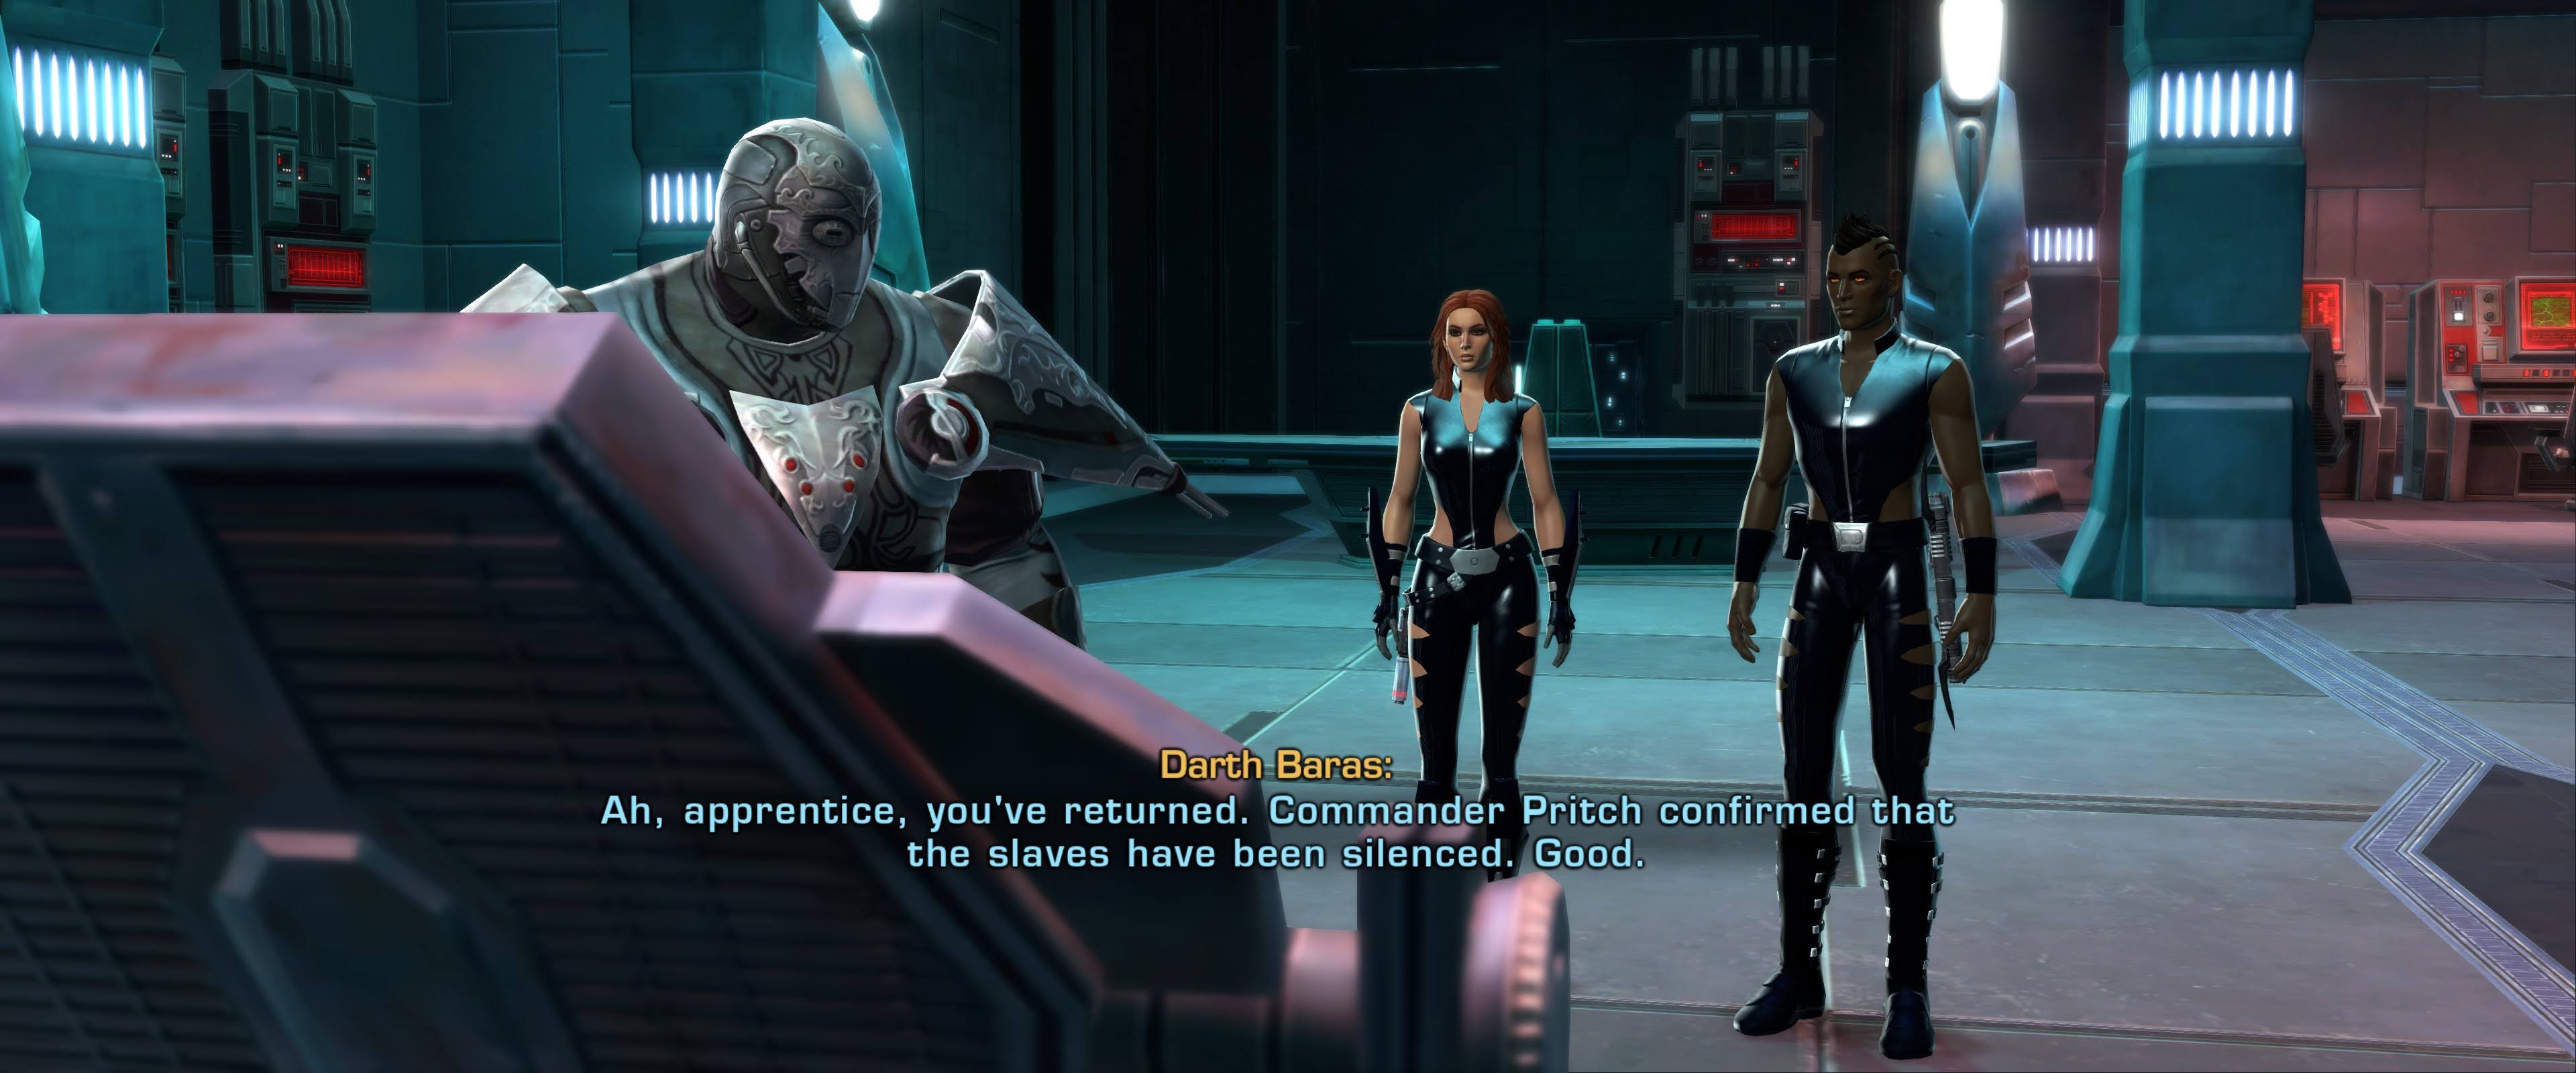 Darth Baras:
Ah, apprentice, you've returned. Commander Pritch confirmed that
the slaves have been silenced. Good.